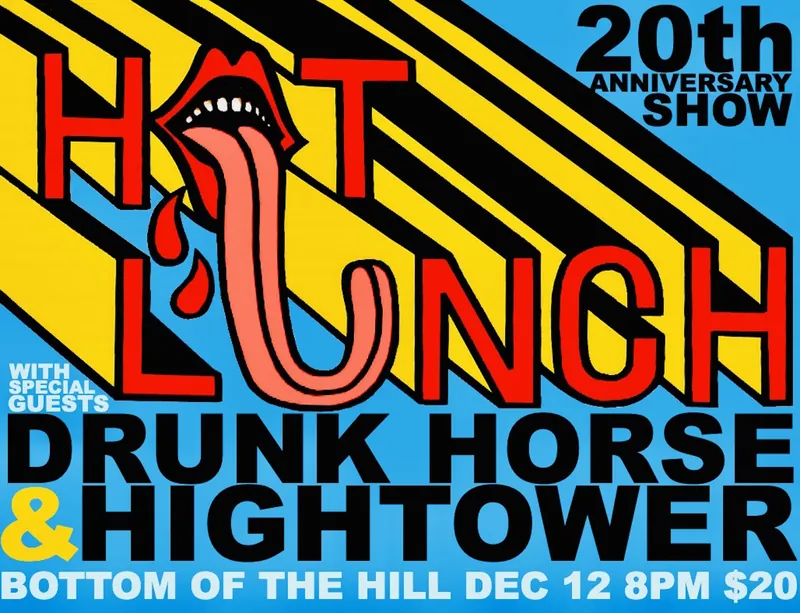 HOT
LUNCH
20th
ANNIVERSARY
SHOW
WITH
SPECIAL
GUESTS
DRUNK HORSE
&HIGHTOWER
BOTTOM OF THE HILL DEC 12 8PM $20